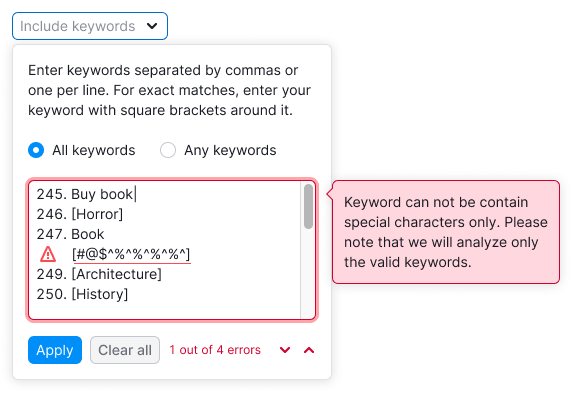 Include keywords
Enter keywords separated by commas or
one per line. For exact matches, enter your
keyword with square brackets around it.
All keywords
Any keywords
245. Buy book
246. [Horror]
247. Book
[#@$^%^%^%^%^]
249. [Architecture]
250. [History]
Keyword can not be contain
special characters only. Please
note that we will analyze only
the valid keywords.
Apply
Clear all
1 out of 4 errors